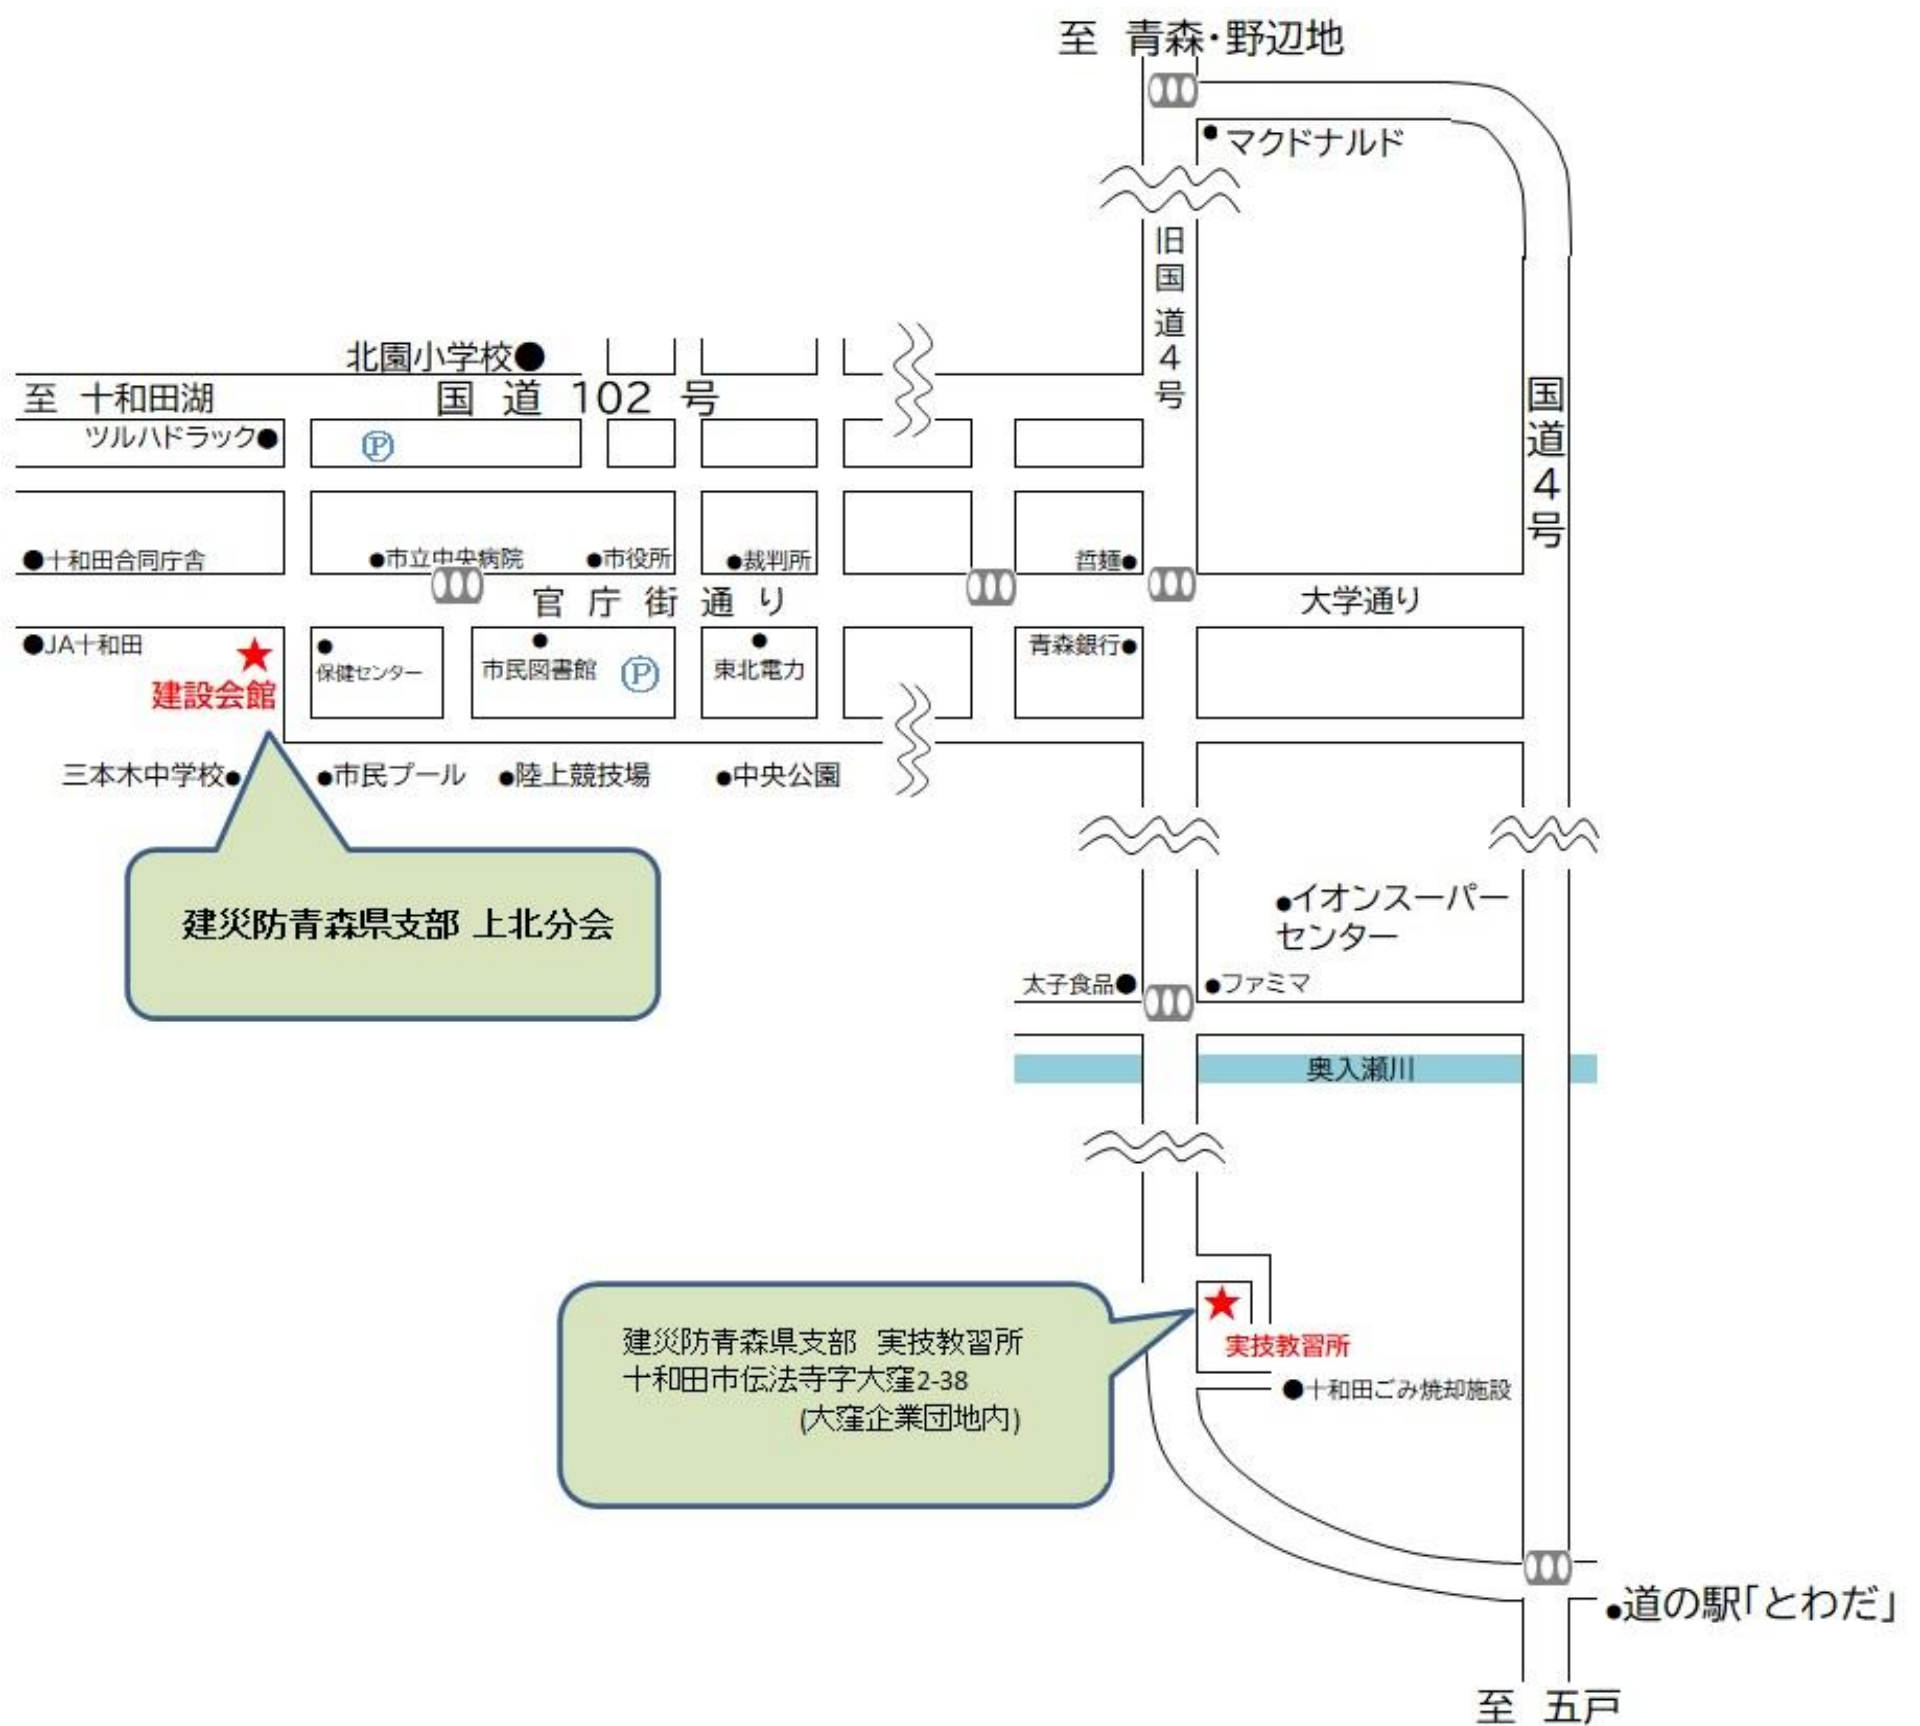 至 青森・野辺地
マクドナルド
旧国道4号
北園小学校
至 十和田湖
国道102号
国道4号
ツルハドラック
Ⓟ
十和田合同庁舎
市立中央病院
市役所
裁判所
哲麺
官庁街通り
大学通り
JA十和田
建設会館
保健センター
市民図書館
Ⓟ
東北電力
青森銀行
三本木中学校
市民プール
陸上競技場
中央公園
建災防青森県支部 上北分会
イオンスーパー
センター
太子食品
ファミマ
奥入瀬川
建災防青森県支部 実技教習所
十和田市伝法寺字大窪2-38
(大窪企業団地内)
実技教習所
十和田ごみ焼却施設
道の駅「とわだ」
至 五戸